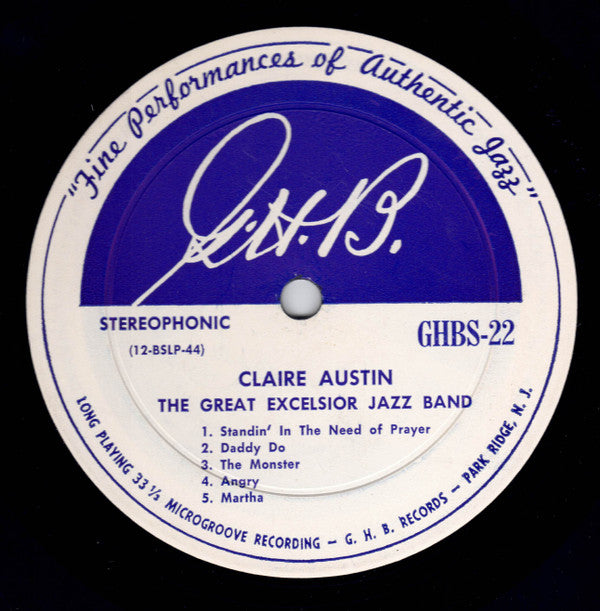 "Fine Performances of Authentic Jazz"
G.H.B.
STEREOPHONIC
(12-BSLP-44)
GHBS-22
CLAIRE AUSTIN
THE GREAT EXCELSIOR JAZZ BAND
1. Standin' In The Need of Prayer
2. Daddy Do
3. The Monster
4. Angry
5. Martha
LONG PLAYING 33 1/3 MICROGROOVE RECORDING — G. H. B. RECORDS — PARK RIDGE, N. J.